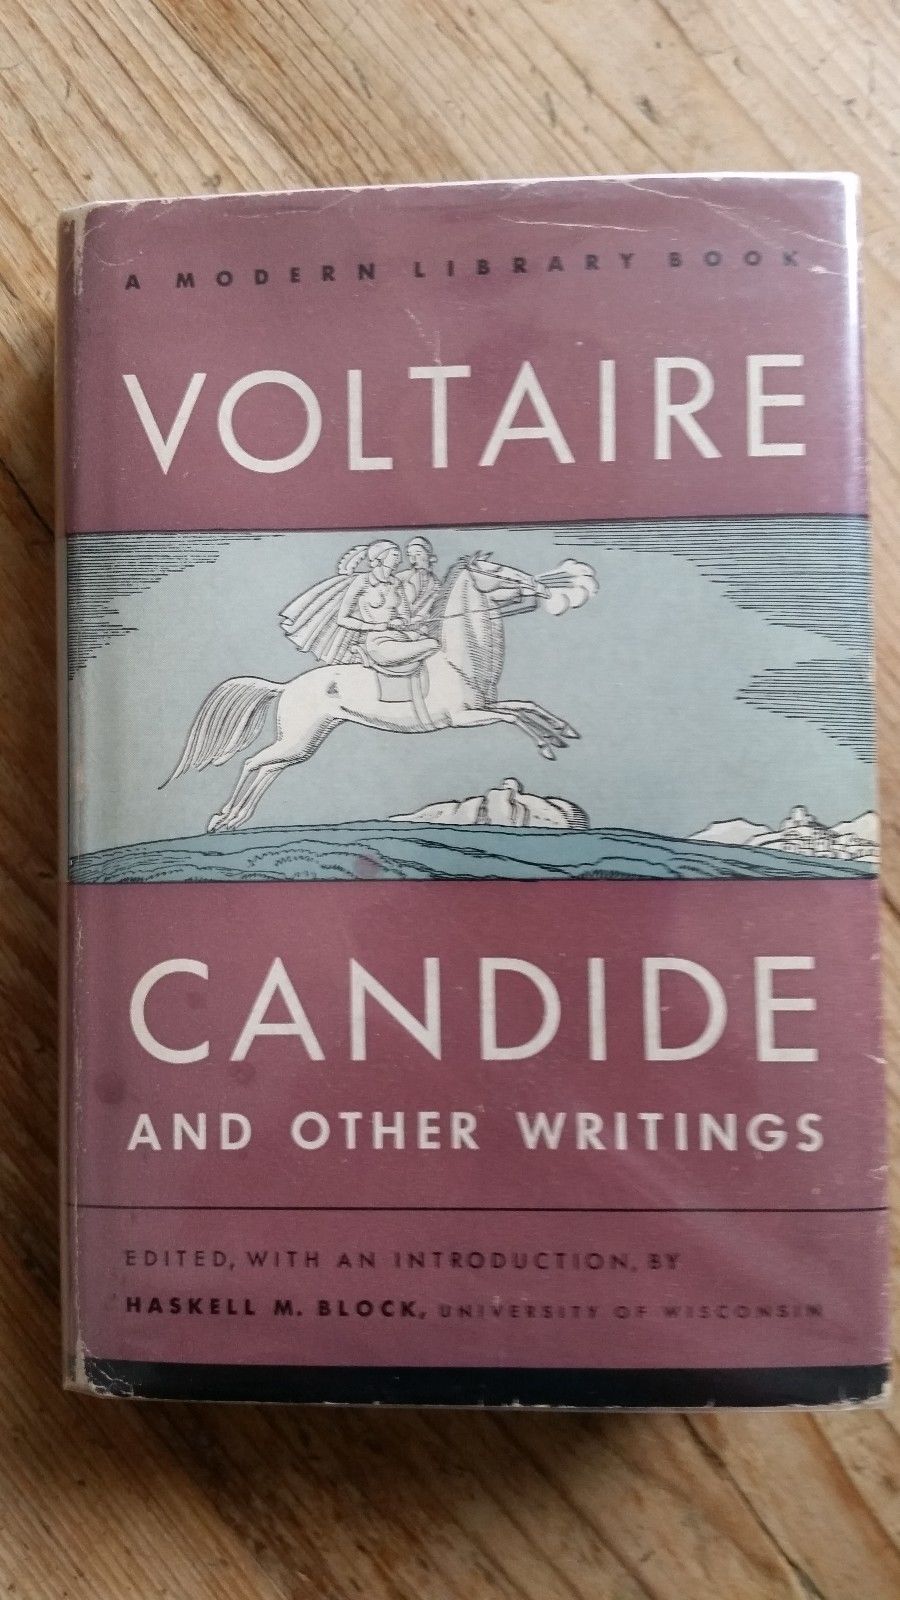 A MODERN LIBRARY BOOK
VOLTAIRE
CANDIDE
AND OTHER WRITINGS
EDITED, WITH AN INTRODUCTION, BY
HASKELL M. BLOCK, UNIVERSITY OF WISCONSIN